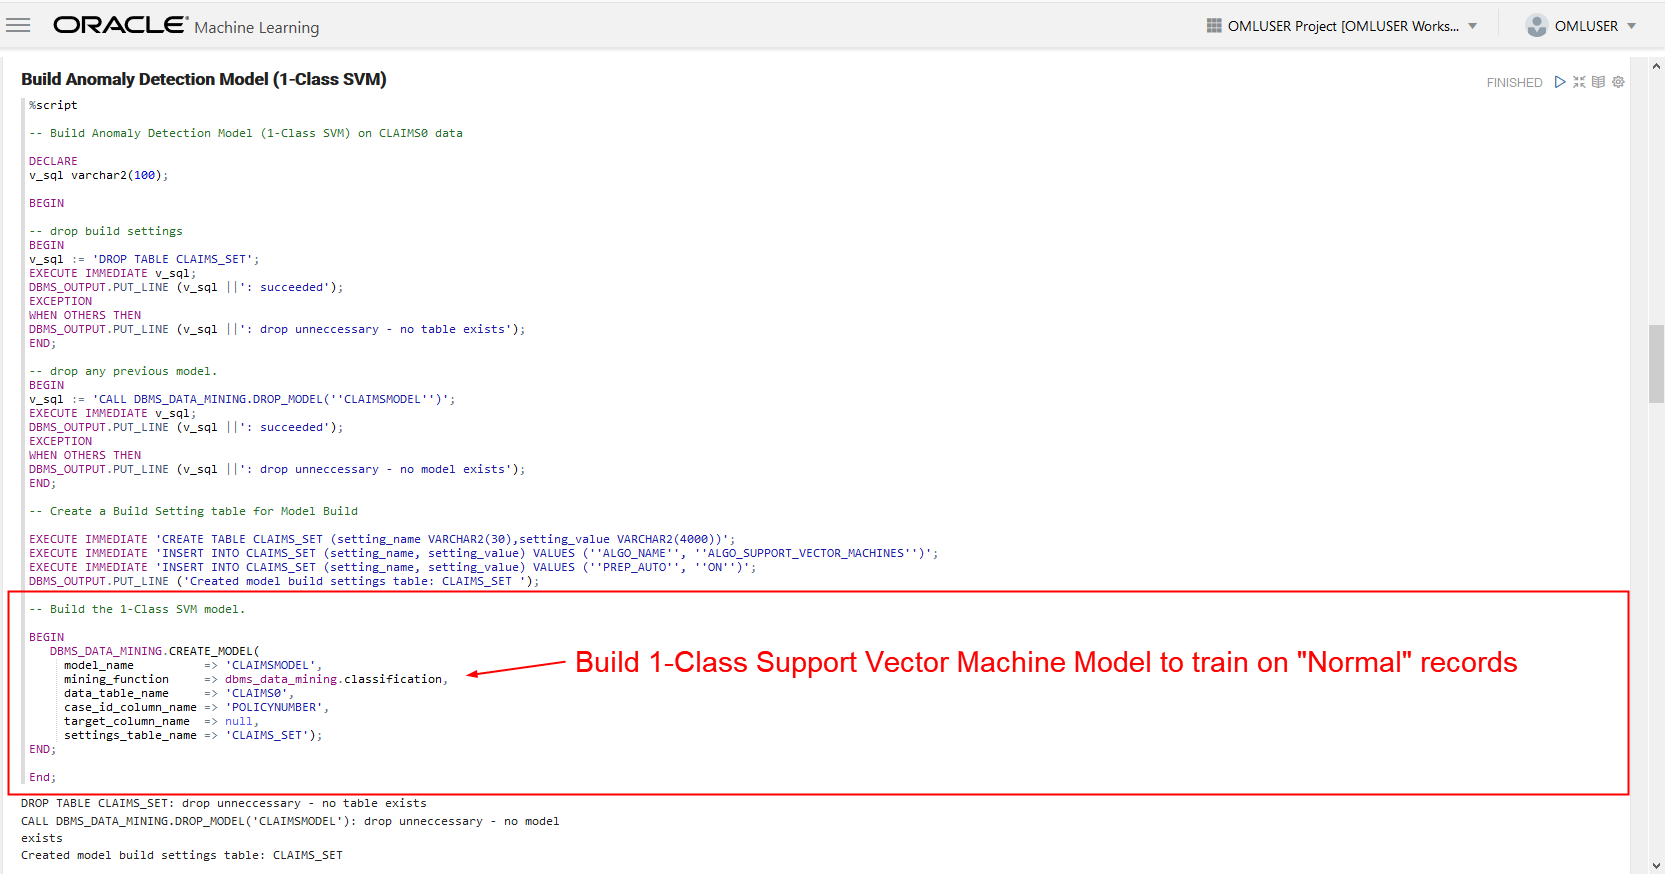 ORACLE Machine Learning
OMLUSER Project [OMLUSER Works...
OMLUSER
Build Anomaly Detection Model (1-Class SVM)
FINISHED
%script
-- Build Anomaly Detection Model (1-Class SVM) on CLAIMS0 data
DECLARE
v_sql varchar2(100);
BEGIN
-- drop build settings
BEGIN
v_sql := 'DROP TABLE CLAIMS_SET';
EXECUTE IMMEDIATE v_sql;
DBMS_OUTPUT.PUT_LINE (v_sql ||': succeeded');
EXCEPTION
WHEN OTHERS THEN
DBMS_OUTPUT.PUT_LINE (v_sql ||': drop unneccessary - no table exists');
END;
-- drop any previous model.
BEGIN
v_sql := 'CALL DBMS_DATA_MINING.DROP_MODEL(''CLAIMSMODEL'')';
EXECUTE IMMEDIATE v_sql;
DBMS_OUTPUT.PUT_LINE (v_sql ||': succeeded');
EXCEPTION
WHEN OTHERS THEN
DBMS_OUTPUT.PUT_LINE (v_sql ||': drop unneccessary - no model exists');
END;
-- Create a Build Setting table for Model Build
EXECUTE IMMEDIATE 'CREATE TABLE CLAIMS_SET (setting_name VARCHAR2(30),setting_value VARCHAR2(4000))';
EXECUTE IMMEDIATE 'INSERT INTO CLAIMS_SET (setting_name, setting_value) VALUES (''ALGO_NAME'', ''ALGO_SUPPORT_VECTOR_MACHINES'')';
EXECUTE IMMEDIATE 'INSERT INTO CLAIMS_SET (setting_name, setting_value) VALUES (''PREP_AUTO'', ''ON'')';
DBMS_OUTPUT.PUT_LINE ('Created model build settings table: CLAIMS_SET ');
-- Build the 1-Class SVM model.
BEGIN
DBMS_DATA_MINING.CREATE_MODEL(
model_name => 'CLAIMSMODEL',
mining_function => dbms_data_mining.classification,
data_table_name => 'CLAIMS0',
case_id_column_name => 'POLICYNUMBER',
target_column_name => null,
settings_table_name => 'CLAIMS_SET');
END;
End;
Build 1-Class Support Vector Machine Model to train on "Normal" records
DROP TABLE CLAIMS_SET: drop unneccessary - no table exists
CALL DBMS_DATA_MINING.DROP_MODEL('CLAIMSMODEL'): drop unneccessary - no model
exists
Created model build settings table: CLAIMS_SET